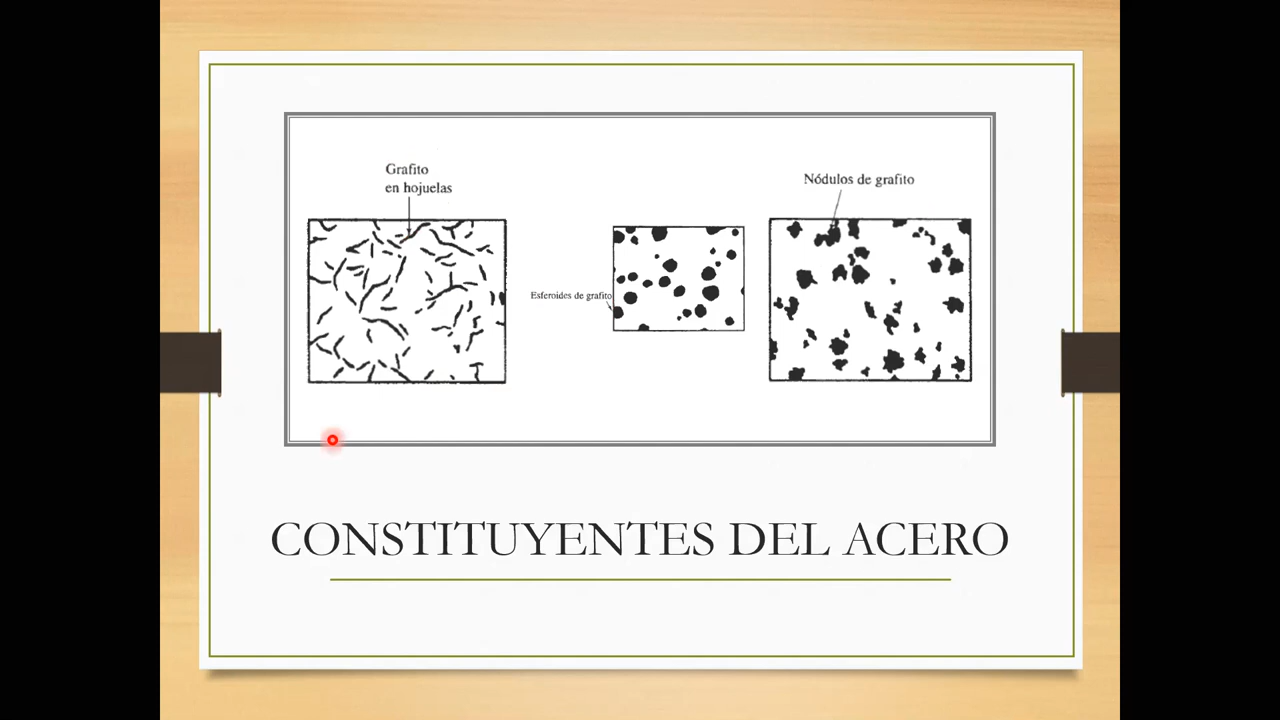 Grafito
en hojuelas
Esferoides de grafito
Nódulos de grafito
CONSTITUYENTES DEL ACERO